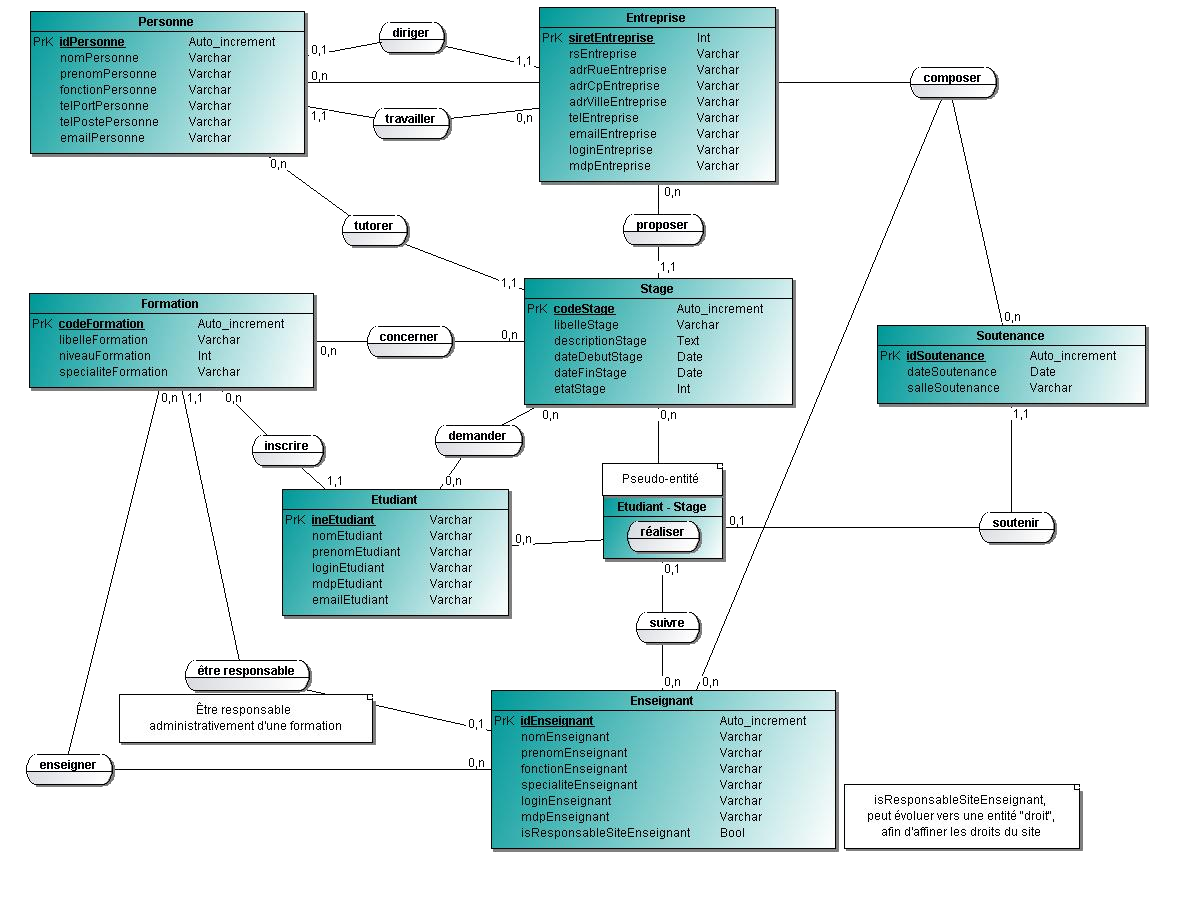 Personne
PrK idPersonne Auto_increment
nomPersonne Varchar
prenomPersonne Varchar
fonctionPersonne Varchar
telPortPersonne Varchar
telPostePersonne Varchar
emailPersonne Varchar
0,1
diriger
1,1
0,n
1,1
travailler
0,n
Entreprise
PrK siretEntreprise Int
rsEntreprise Varchar
adrRueEntreprise Varchar
adrCpEntreprise Varchar
adrVilleEntreprise Varchar
telEntreprise Varchar
emailEntreprise Varchar
loginEntreprise Varchar
mdpEntreprise Varchar
composer
0,n
tutorer
1,1
0,n
proposer
1,1
Formation
PrK codeFormation Auto_increment
libelleFormation Varchar
niveauFormation Int
specialiteFormation Varchar
0,n
concerner
0,n
Stage
PrK codeStage Auto_increment
libelleStage Varchar
descriptionStage Text
dateDebutStage Date
dateFinStage Date
etatStage Int
0,n
Soutenance
PrK idSoutenance Auto_increment
dateSoutenance Date
salleSoutenance Varchar
0,n
1,1
0,n
inscrire
1,1
0,n
demander
0,n
0,n
1,1
Etudiant
PrK ineEtudiant Varchar
nomEtudiant Varchar
prenomEtudiant Varchar
loginEtudiant Varchar
mdpEtudiant Varchar
emailEtudiant Varchar
0,n
Pseudo-entité
Etudiant - Stage
réaliser
0,1
soutenir
0,1
suivre
0,n
0,n
être responsable
Être responsable
administrativement d'une formation
0,1
enseigner
0,n
Enseignant
PrK idEnseignant Auto_increment
nomEnseignant Varchar
prenomEnseignant Varchar
fonctionEnseignant Varchar
specialiteEnseignant Varchar
loginEnseignant Varchar
mdpEnseignant Varchar
isResponsableSiteEnseignant Bool
isResponsableSiteEnseignant,
peut évoluer vers une entité "droit",
afin d'affiner les droits du site